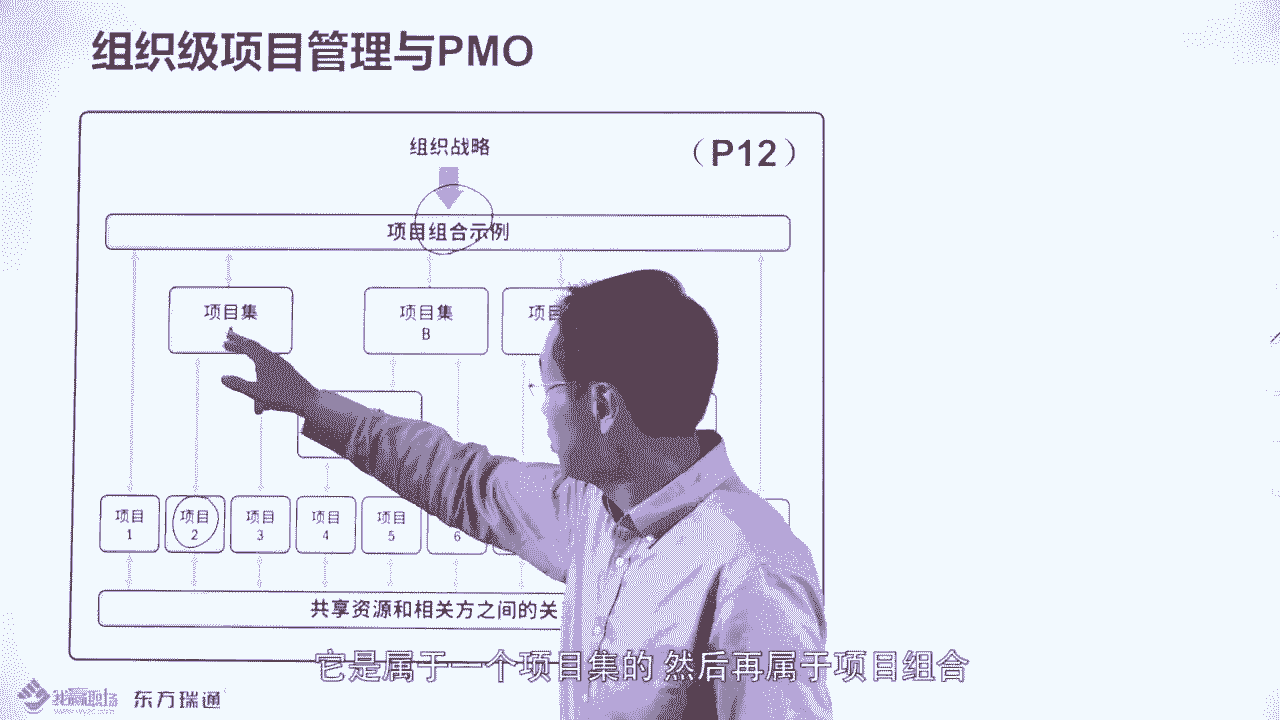 组织级项目管理与PMO
(P12)
组织战略
项目组合示例
项目集
项目集
B
项目
项目
1
项目
2
项目
3
项目
4
项目
5
6
共享资源和相关方之间的关
它是属于一个项目集的 然后再属于项目组合
东方瑞通